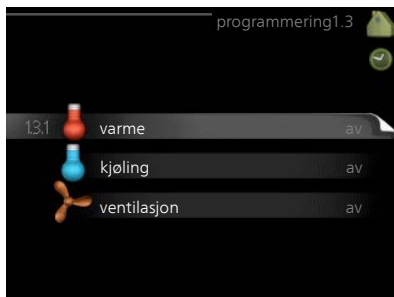 programmering1.3
1.3.1 varme av
kjøling av
ventilasjon av